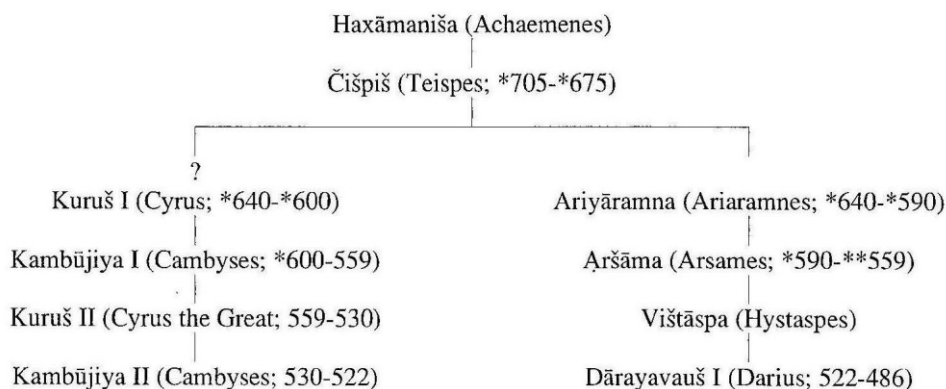 Haxāmaniša (Achaemenes)
Čišpiš (Teispes; *705-*675)
?
Kuruš I (Cyrus; *640-*600)
Ariyāramna (Ariaramnes; *640-*590)
Kambūjiya I (Cambyses; *600-559)
Aršāma (Arsames; *590-**559)
Kuruš II (Cyrus the Great; 559-530)
Vištāspa (Hystaspes)
Kambūjiya II (Cambyses; 530-522)
Dārayavauš I (Darius; 522-486)